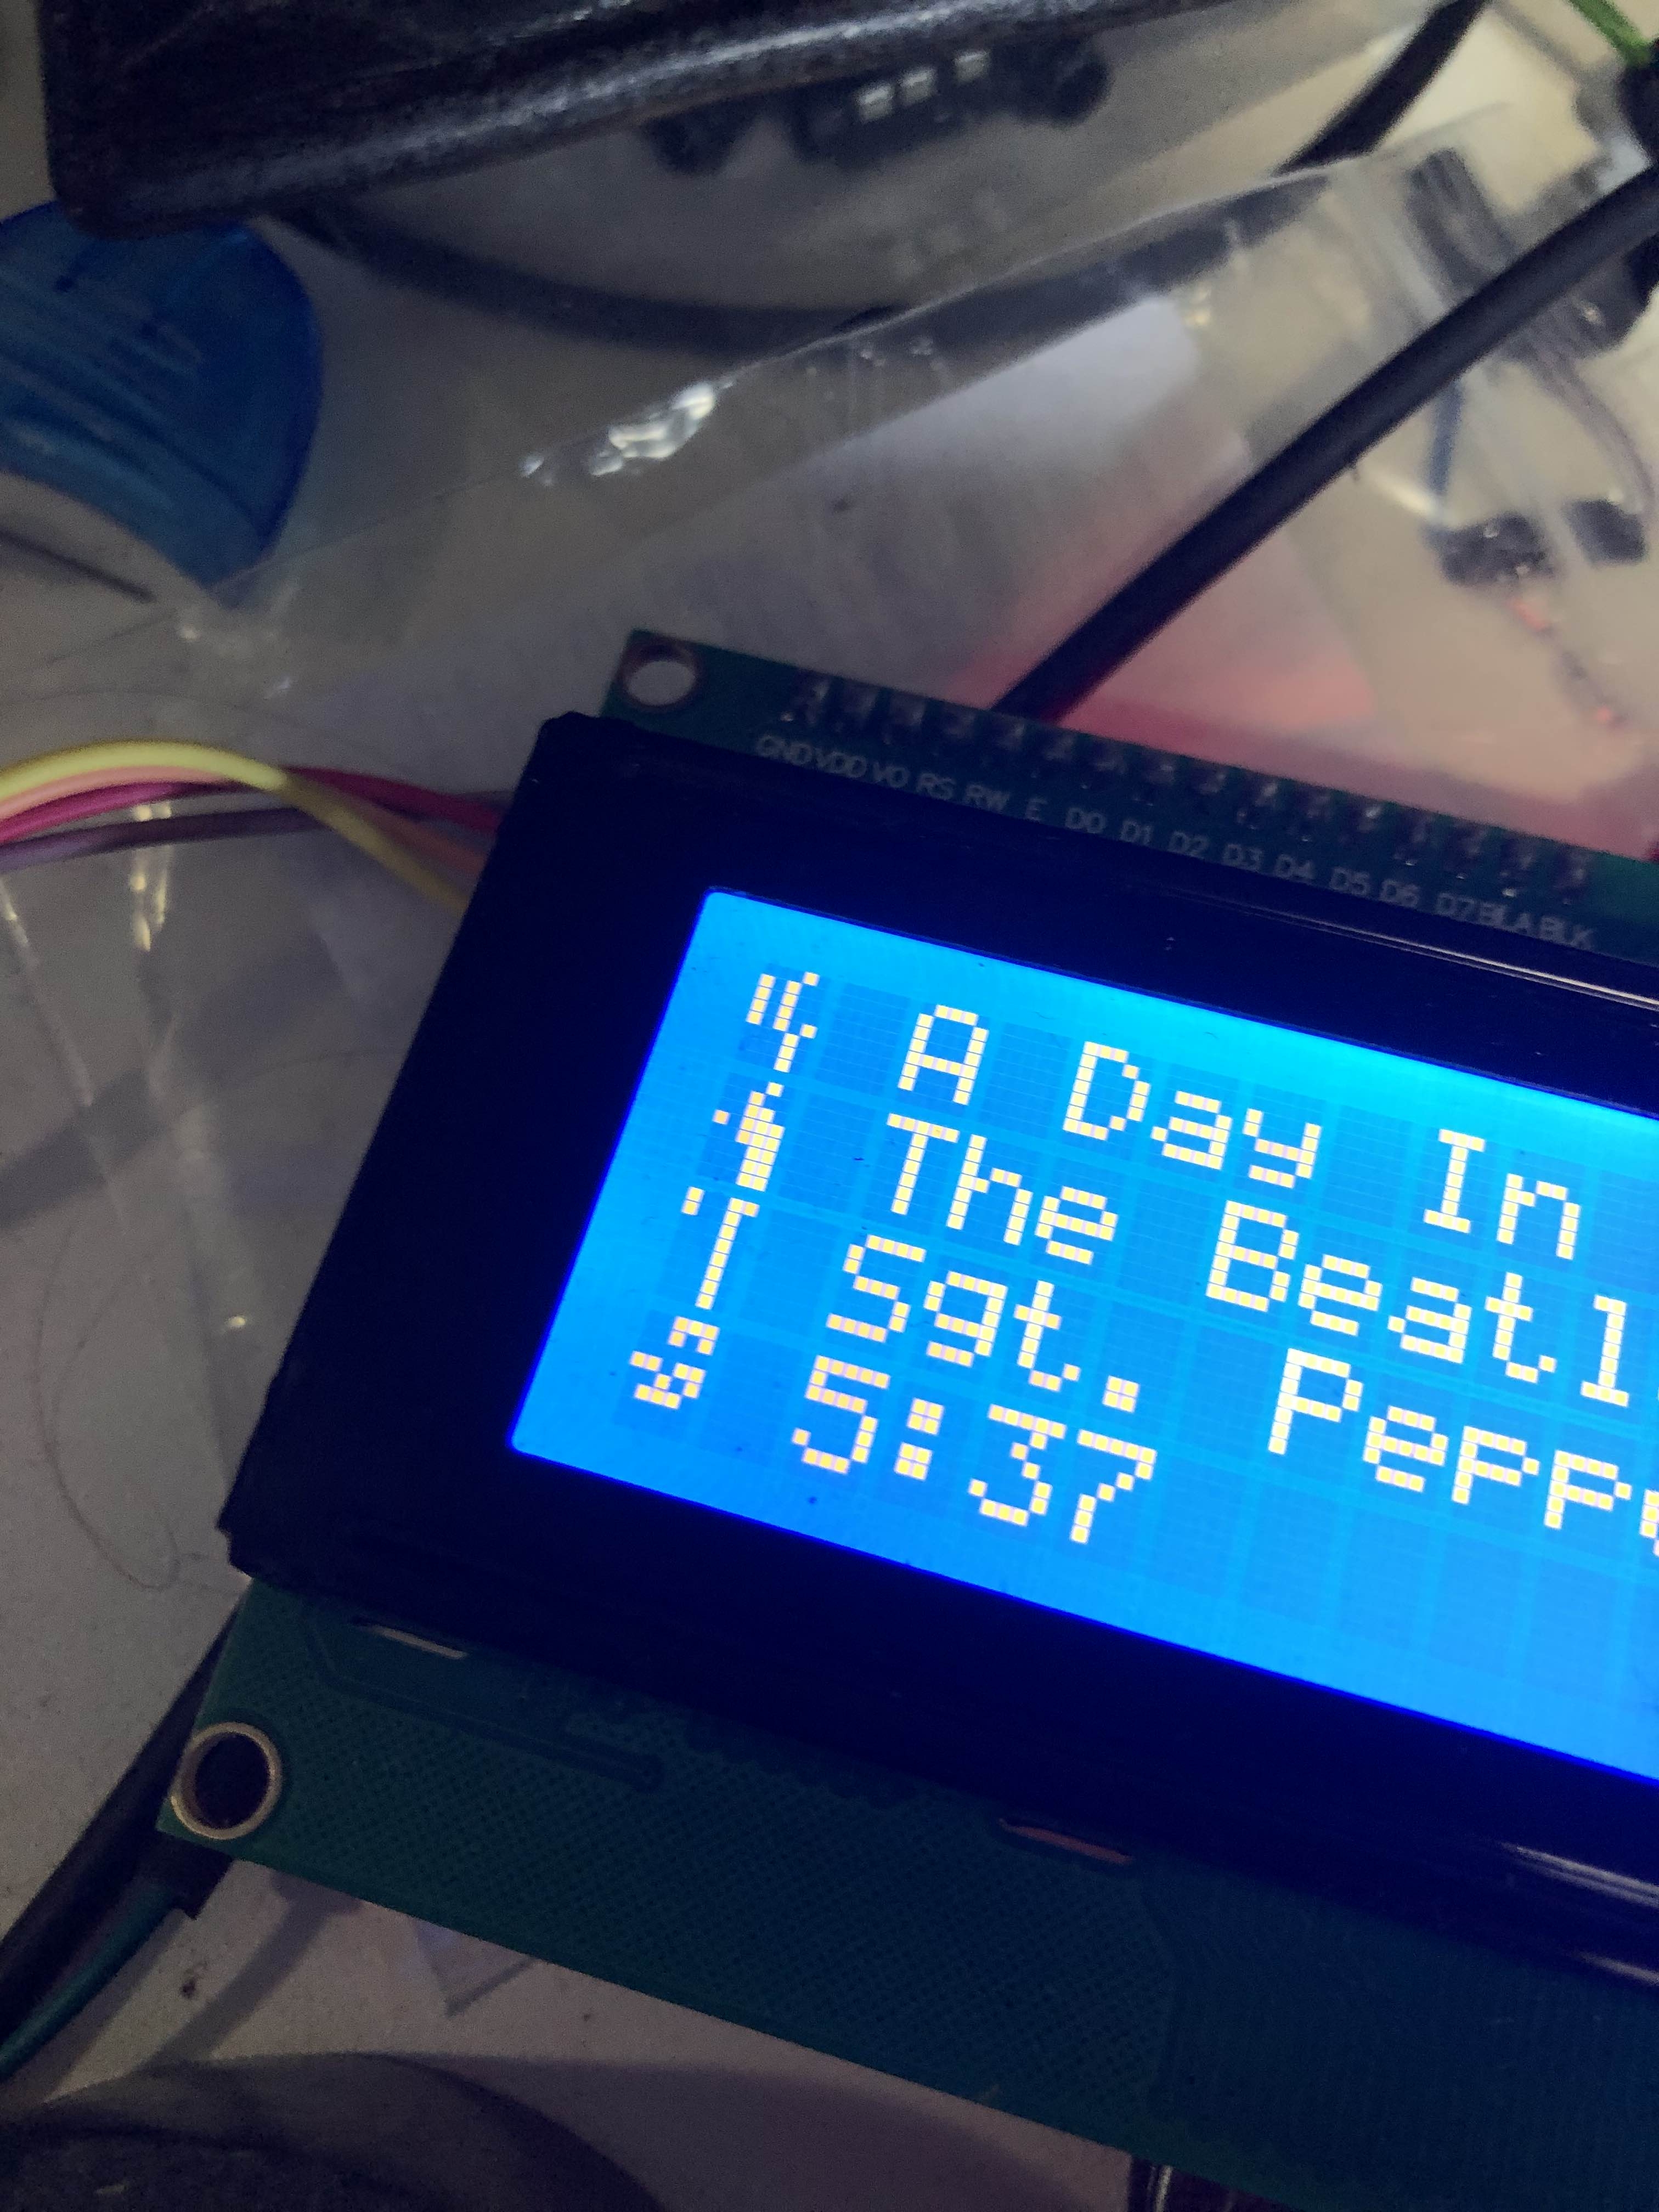 GND VDD V0 RS RW E D0 D1 D2 D3 D4 D5 D6 D7 BLA BLK
A Day In
The Beatl
Sgt. Pepp
5:37